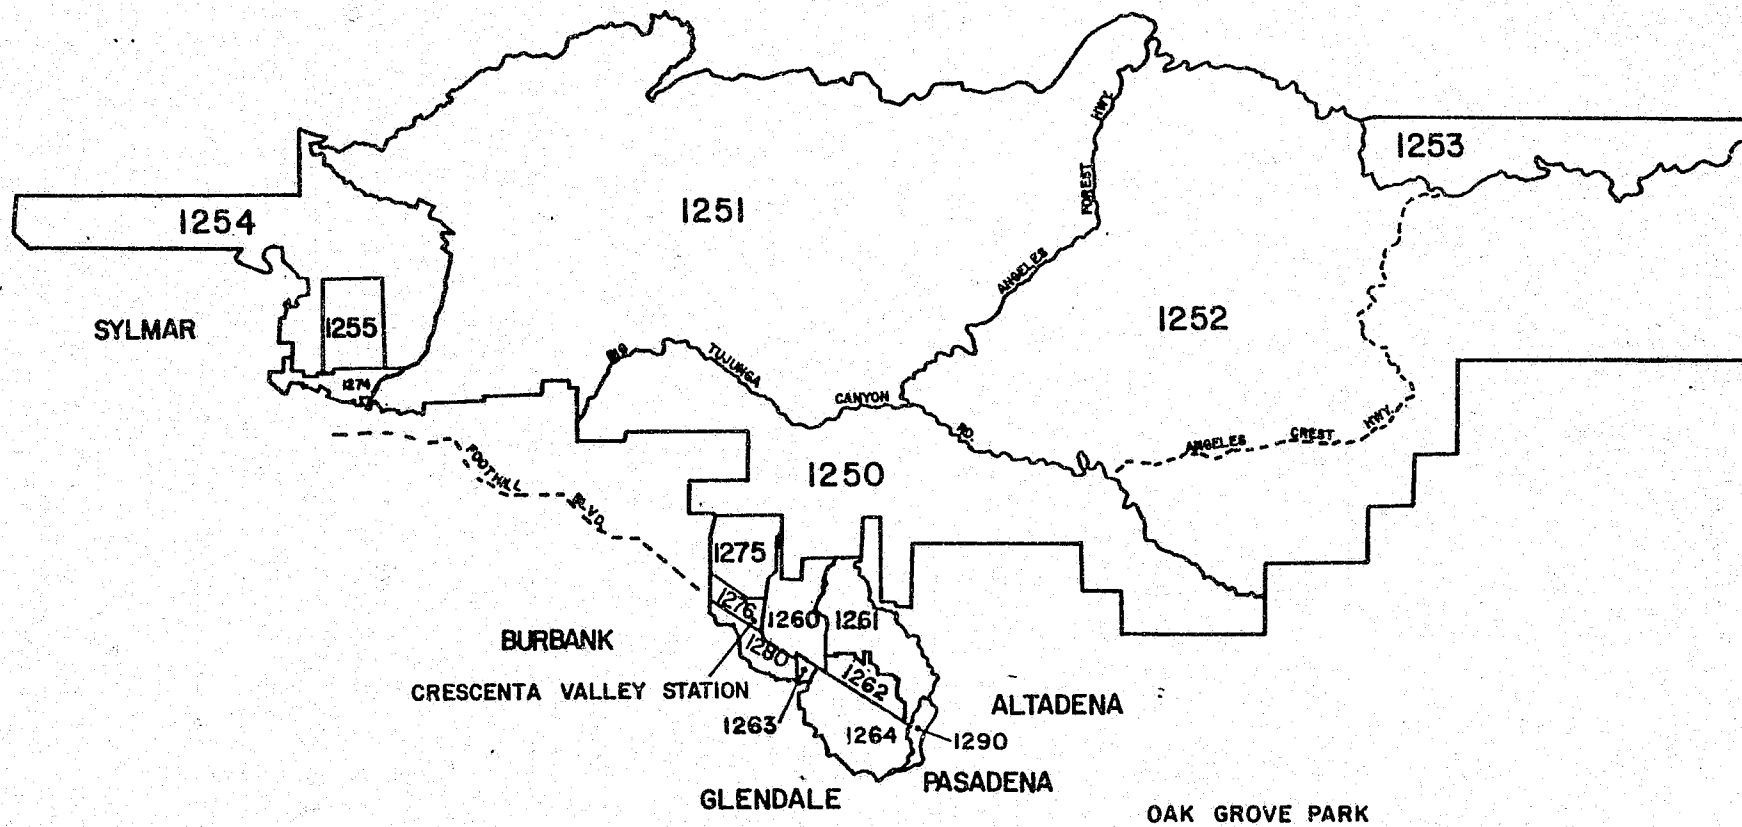 HWY.
1253
FOREST
1254
1251
ANGELES
1252
SYLMAR
1255
BIG
TUJUNGA
CANYON
RD.
1274
ANGELES
CREST
HWY.
FOOTHILL
BLVD.
1250
1275
1276
1260
1261
BURBANK
1280
CRESCENTA VALLEY STATION
1262
1263
1264
ALTADENA
1290
PASADENA
GLENDALE
OAK GROVE PARK